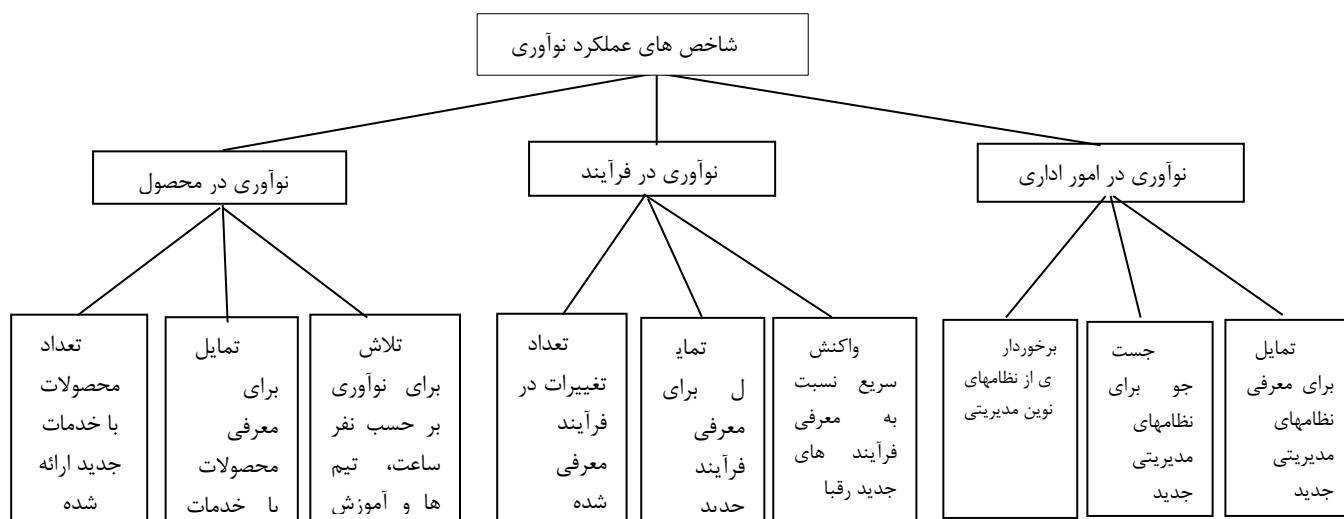 شاخص های عملکرد نوآوری
نوآوری در امور اداری
نوآوری در فرآیند
نوآوری در محصول
تمایل
برای معرفی
نظامهای
مدیریتی
جدید
جست
جو برای
نظامهای
مدیریتی
جدید
برخوردار
ی از نظامهای
نوین مدیریتی
واکنش
سریع نسبت
به معرفی
فرآیند های
جدید رقبا
تمای
ل برای
معرفی
فرآیند
جدید
تعداد
تغییرات در
فرآیند
معرفی
شده
تلاش
برای نوآوری
بر حسب نفر
ساعت، تیم
ها و آموزش
تمایل
برای
معرفی
محصولات
یا خدمات
تعداد
محصولات
با خدمات
جدید ارائه
شده